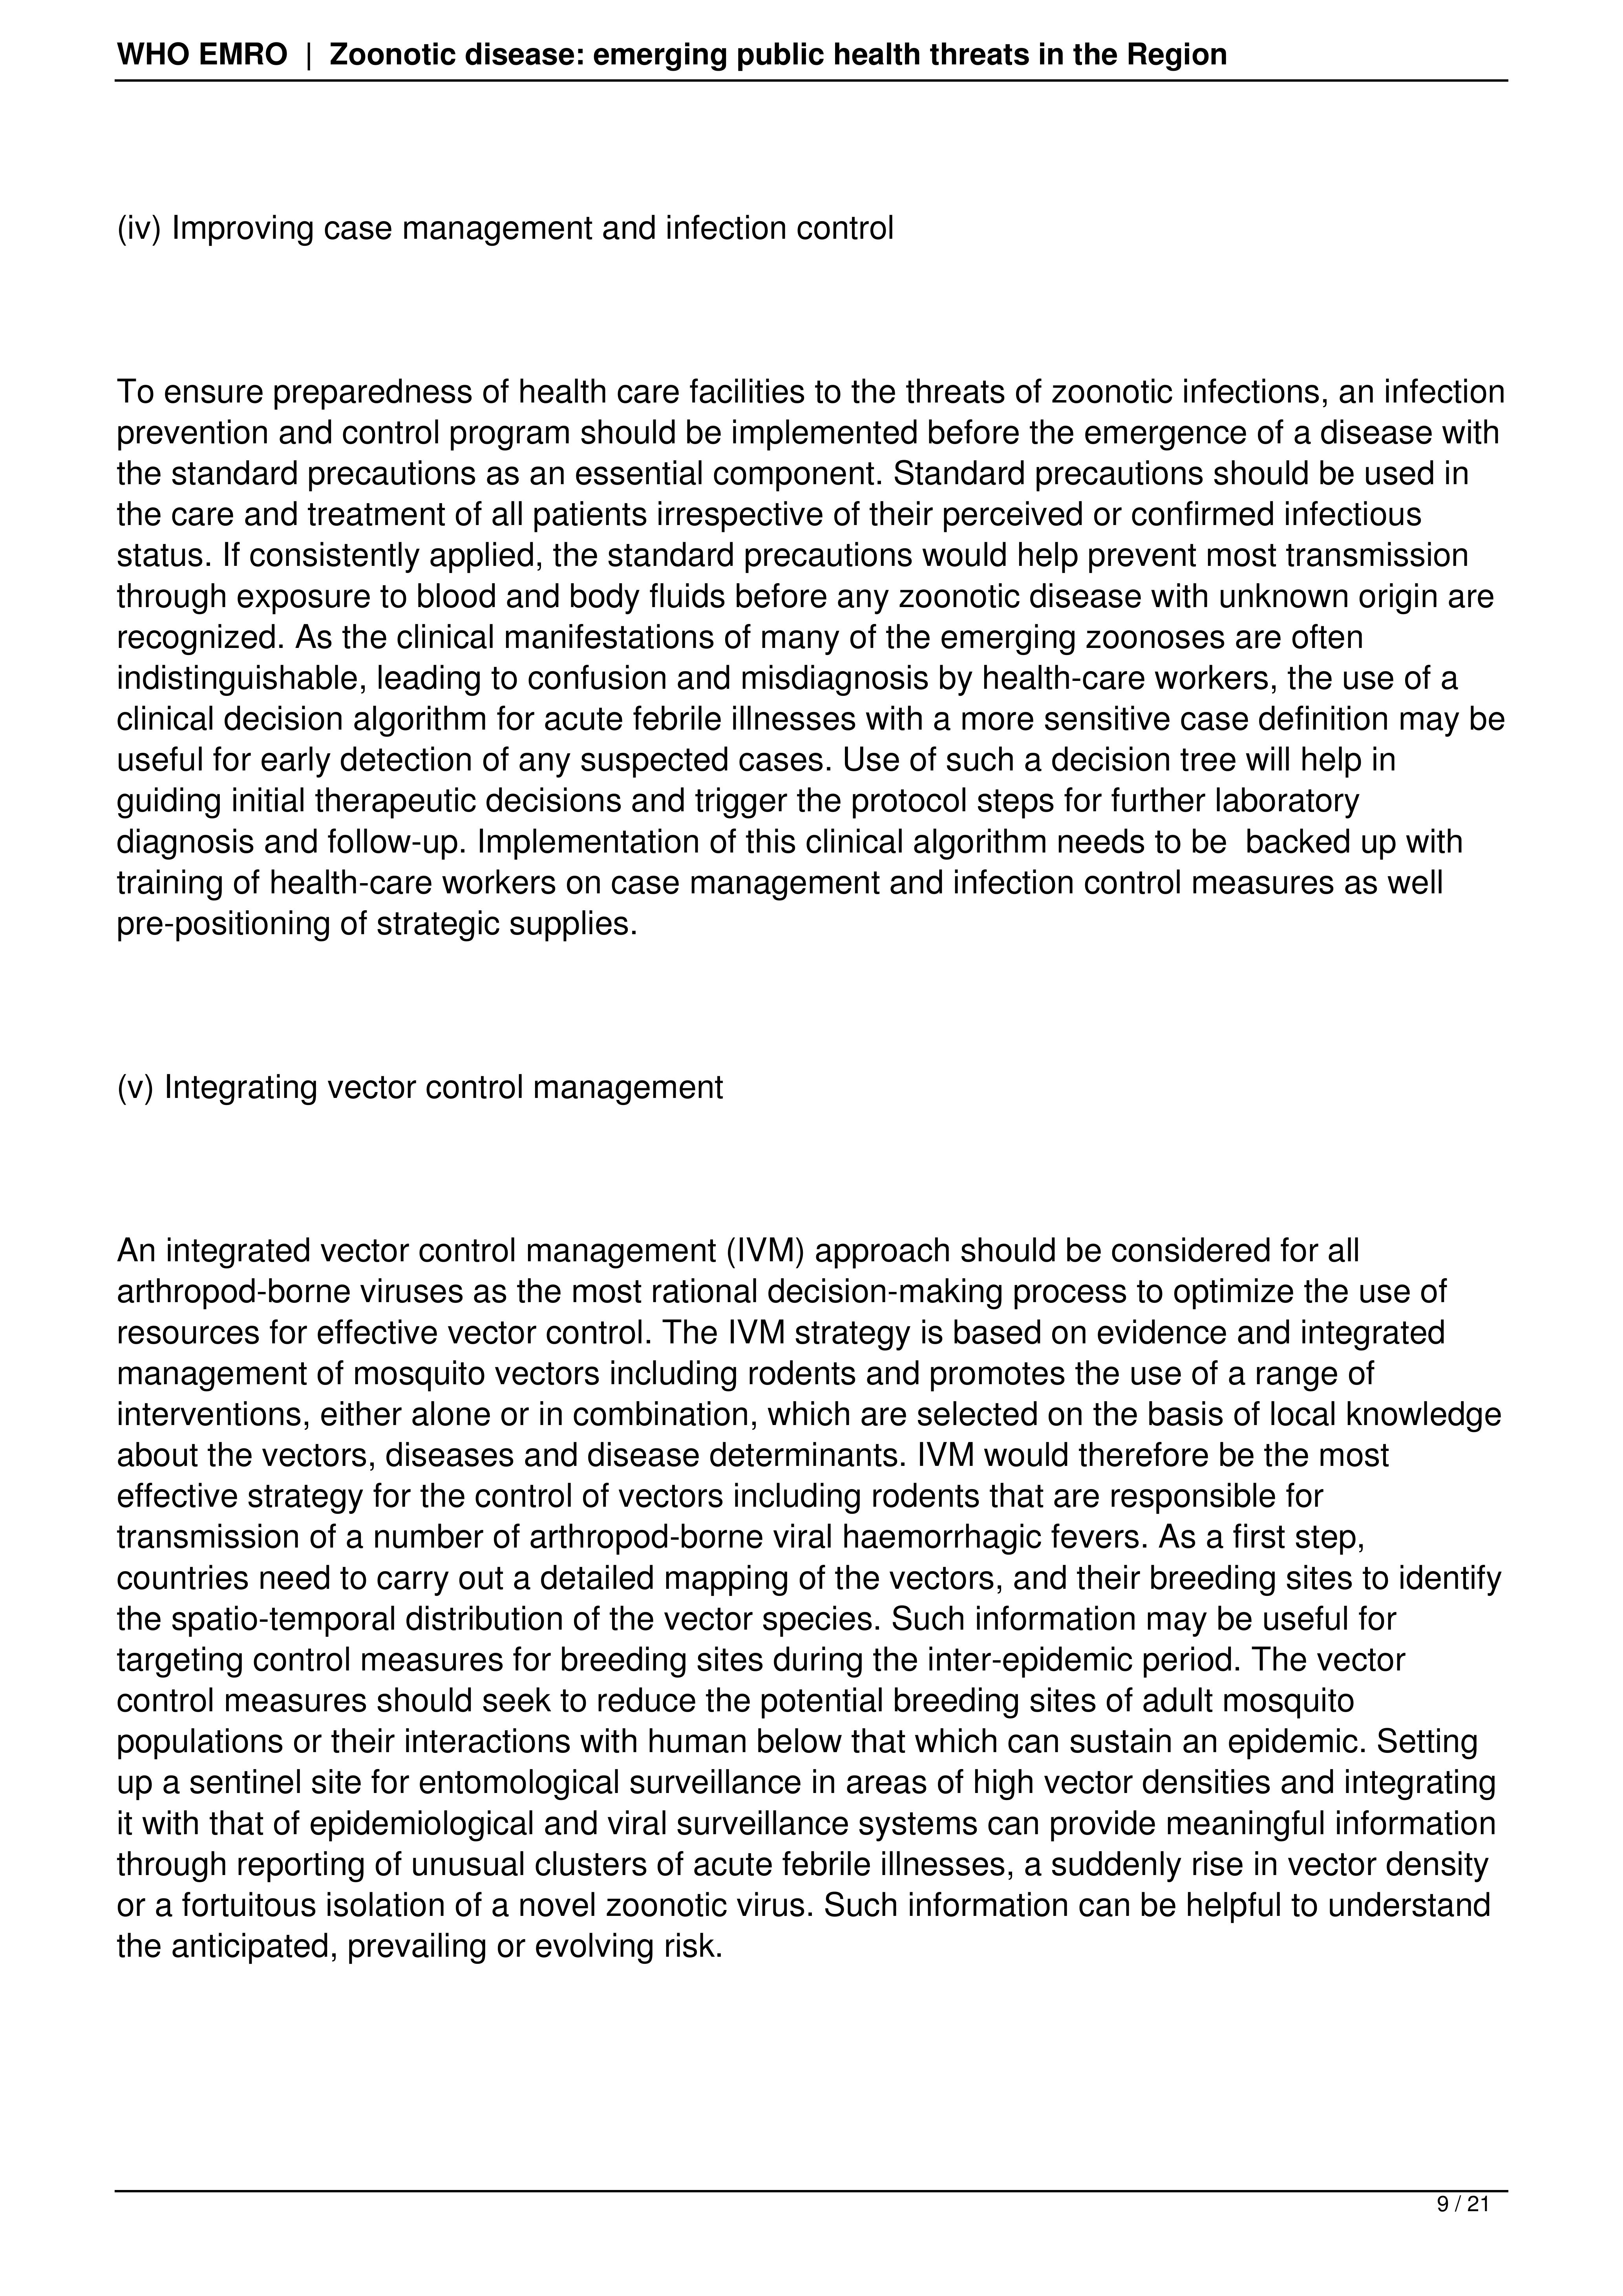 WHO EMRO  |  Zoonotic disease: emerging public health threats in the Region
(iv) Improving case management and infection control
To ensure preparedness of health care facilities to the threats of zoonotic infections, an infection
prevention and control program should be implemented before the emergence of a disease with
the standard precautions as an essential component. Standard precautions should be used in
the care and treatment of all patients irrespective of their perceived or confirmed infectious
status. If consistently applied, the standard precautions would help prevent most transmission
through exposure to blood and body fluids before any zoonotic disease with unknown origin are
recognized. As the clinical manifestations of many of the emerging zoonoses are often
indistinguishable, leading to confusion and misdiagnosis by health-care workers, the use of a
clinical decision algorithm for acute febrile illnesses with a more sensitive case definition may be
useful for early detection of any suspected cases. Use of such a decision tree will help in
guiding initial therapeutic decisions and trigger the protocol steps for further laboratory
diagnosis and follow-up. Implementation of this clinical algorithm needs to be  backed up with
training of health-care workers on case management and infection control measures as well
pre-positioning of strategic supplies.
(v) Integrating vector control management
An integrated vector control management (IVM) approach should be considered for all
arthropod-borne viruses as the most rational decision-making process to optimize the use of
resources for effective vector control. The IVM strategy is based on evidence and integrated
management of mosquito vectors including rodents and promotes the use of a range of
interventions, either alone or in combination, which are selected on the basis of local knowledge
about the vectors, diseases and disease determinants. IVM would therefore be the most
effective strategy for the control of vectors including rodents that are responsible for
transmission of a number of arthropod-borne viral haemorrhagic fevers. As a first step,
countries need to carry out a detailed mapping of the vectors, and their breeding sites to identify
the spatio-temporal distribution of the vector species. Such information may be useful for
targeting control measures for breeding sites during the inter-epidemic period. The vector
control measures should seek to reduce the potential breeding sites of adult mosquito
populations or their interactions with human below that which can sustain an epidemic. Setting
up a sentinel site for entomological surveillance in areas of high vector densities and integrating
it with that of epidemiological and viral surveillance systems can provide meaningful information
through reporting of unusual clusters of acute febrile illnesses, a suddenly rise in vector density
or a fortuitous isolation of a novel zoonotic virus. Such information can be helpful to understand
the anticipated, prevailing or evolving risk.
9 / 21